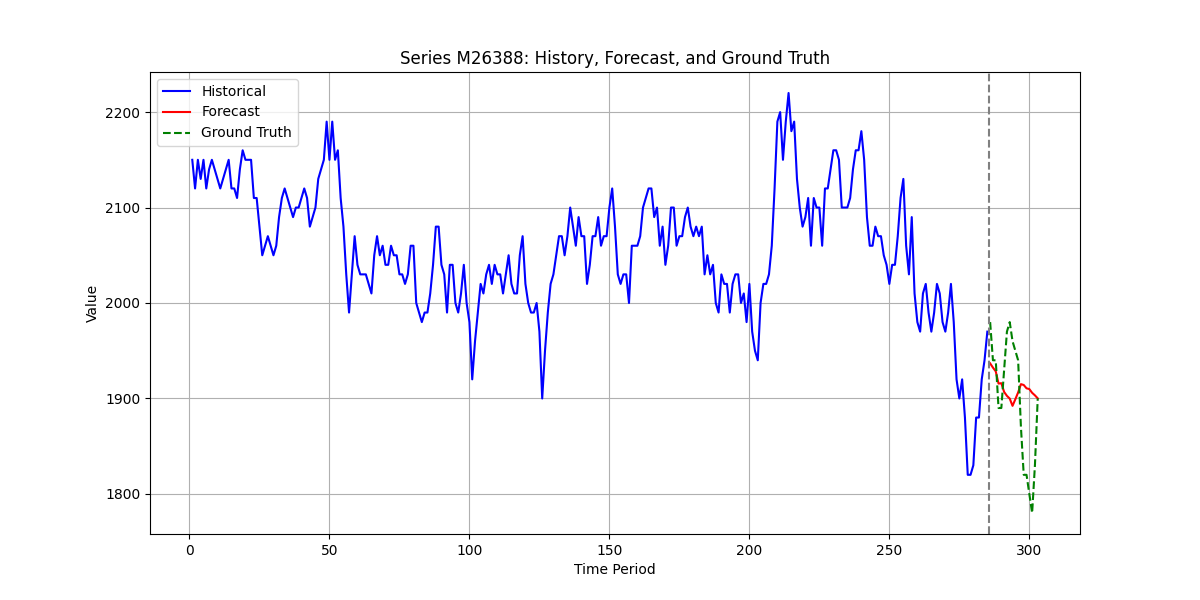 Series M26388: History, Forecast, and Ground Truth
Historical
Forecast
Ground Truth
2200
2100
2000
1900
1800
Value
0 50 100 150 200 250 300
Time Period